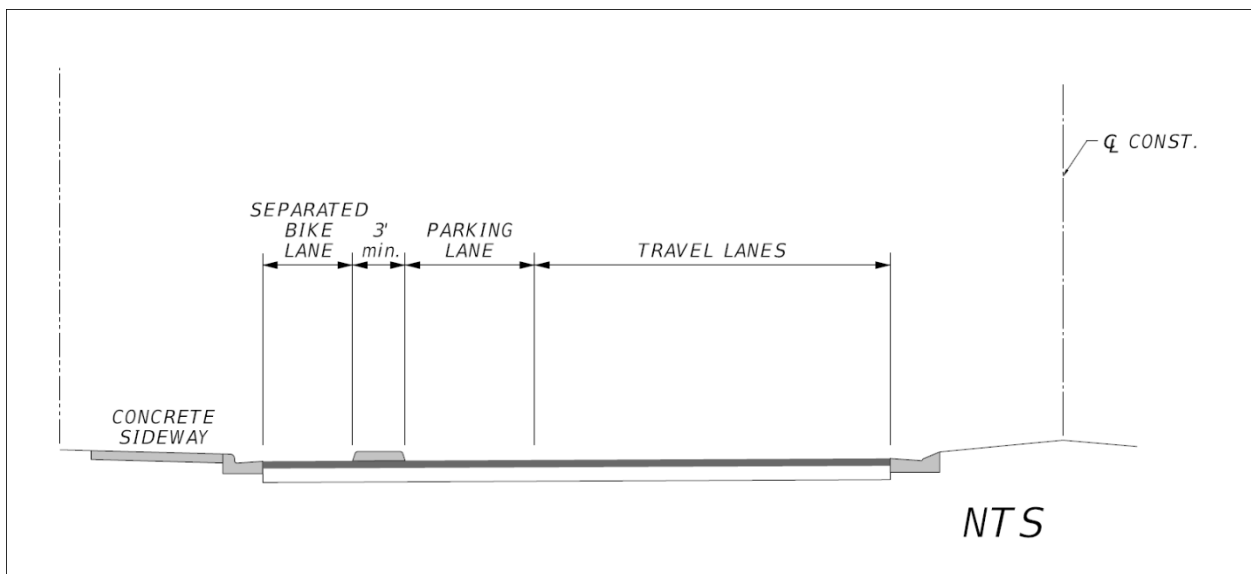 ℄ CONST.
SEPARATED
BIKE
LANE
3'
min.
PARKING
LANE
TRAVEL LANES
CONCRETE
SIDEWAY
NTS